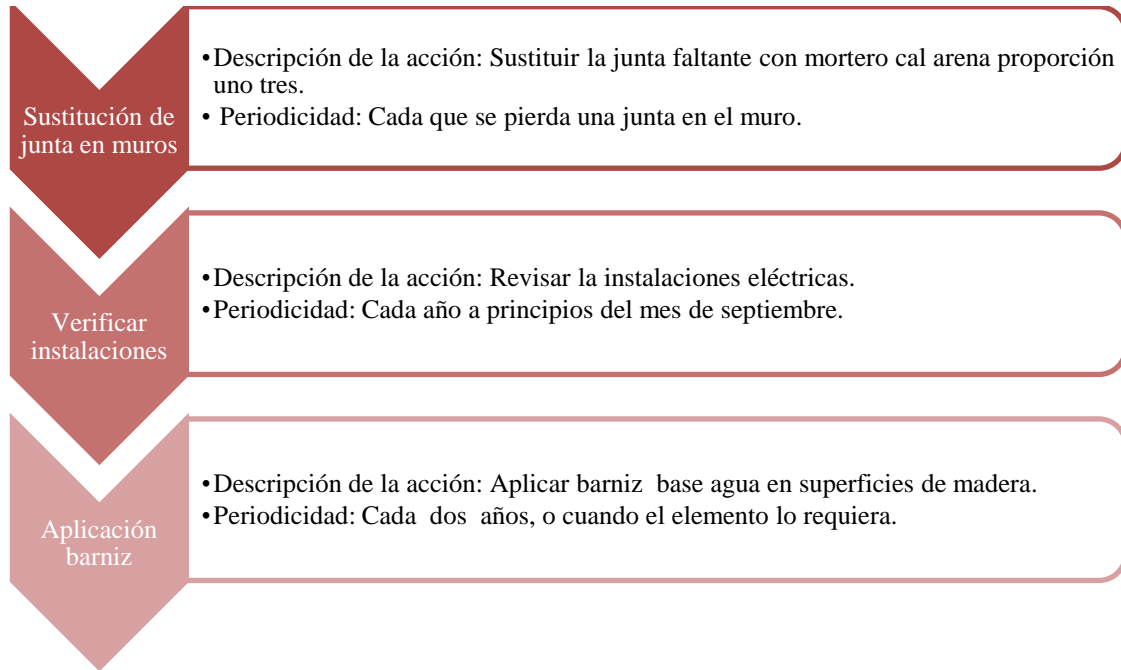 Sustitución de
junta en muros
•Descripción de la acción: Sustituir la junta faltante con mortero cal arena proporción
uno tres.
• Periodicidad: Cada que se pierda una junta en el muro.
Verificar
instalaciones
•Descripción de la acción: Revisar la instalaciones eléctricas.
•Periodicidad: Cada año a principios del mes de septiembre.
Aplicación
barniz
•Descripción de la acción: Aplicar barniz base agua en superficies de madera.
•Periodicidad: Cada dos años, o cuando el elemento lo requiera.